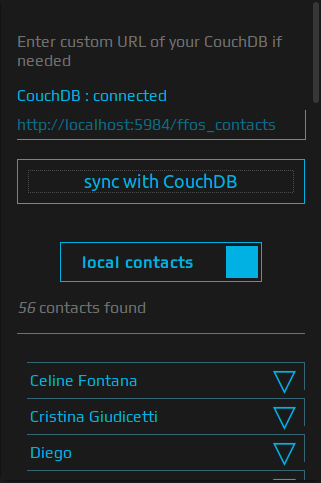 Enter custom URL of your CouchDB if
needed
CouchDB : connected
http://localhost:5984/ffos_contacts
sync with CouchDB
local contacts
56 contacts found
Celine Fontana
Cristina Giudicetti
Diego